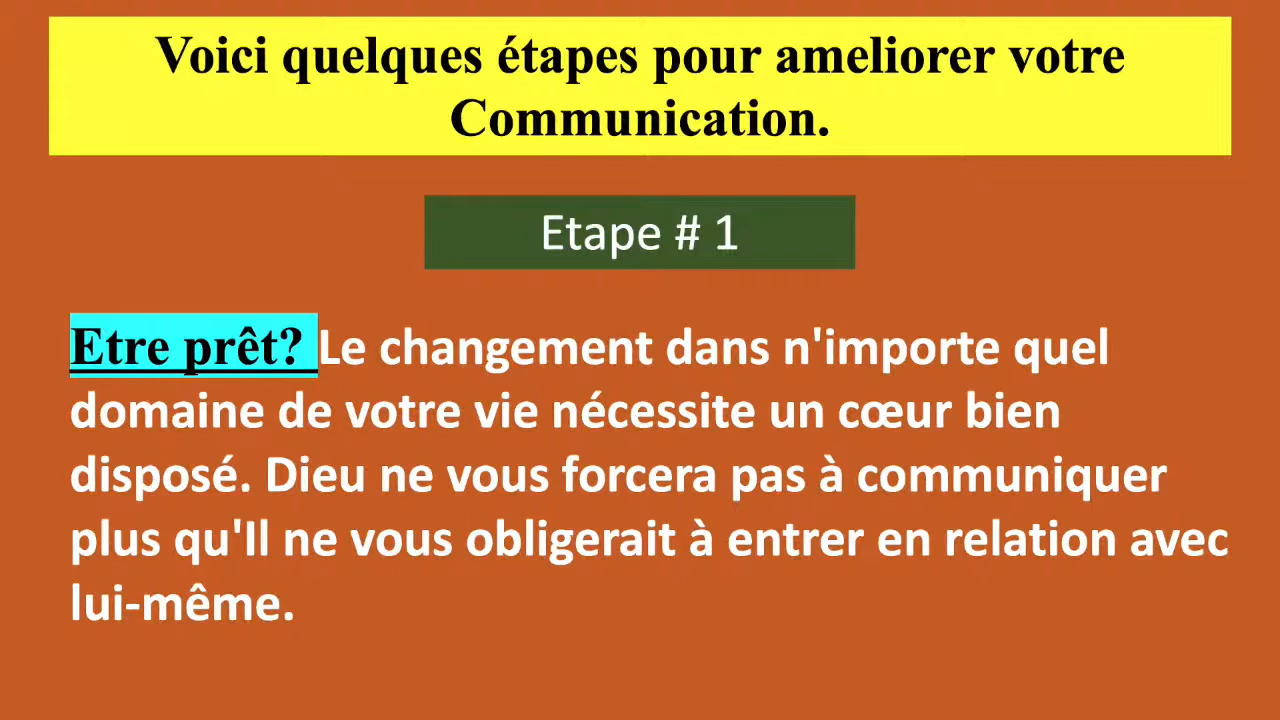 Voici quelques étapes pour ameliorer votre
Communication.
Etape # 1
Etre prêt? Le changement dans n'importe quel
domaine de votre vie nécessite un cœur bien
disposé. Dieu ne vous forcera pas à communiquer
plus qu'Il ne vous obligerait à entrer en relation avec
lui-même.